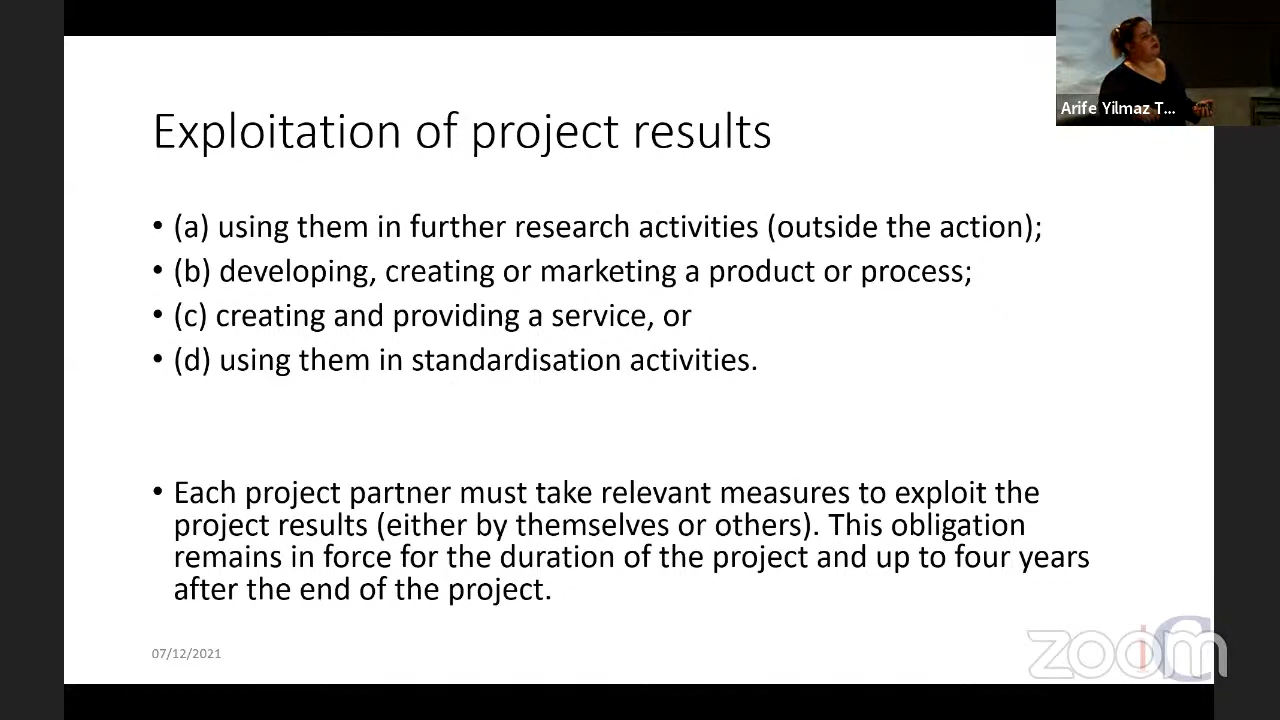 Arife Yilmaz T...
Exploitation of project results
• (a) using them in further research activities (outside the action);
• (b) developing, creating or marketing a product or process;
• (c) creating and providing a service, or
• (d) using them in standardisation activities.
• Each project partner must take relevant measures to exploit the
project results (either by themselves or others). This obligation
remains in force for the duration of the project and up to four years
after the end of the project.
07/12/2021
zoom